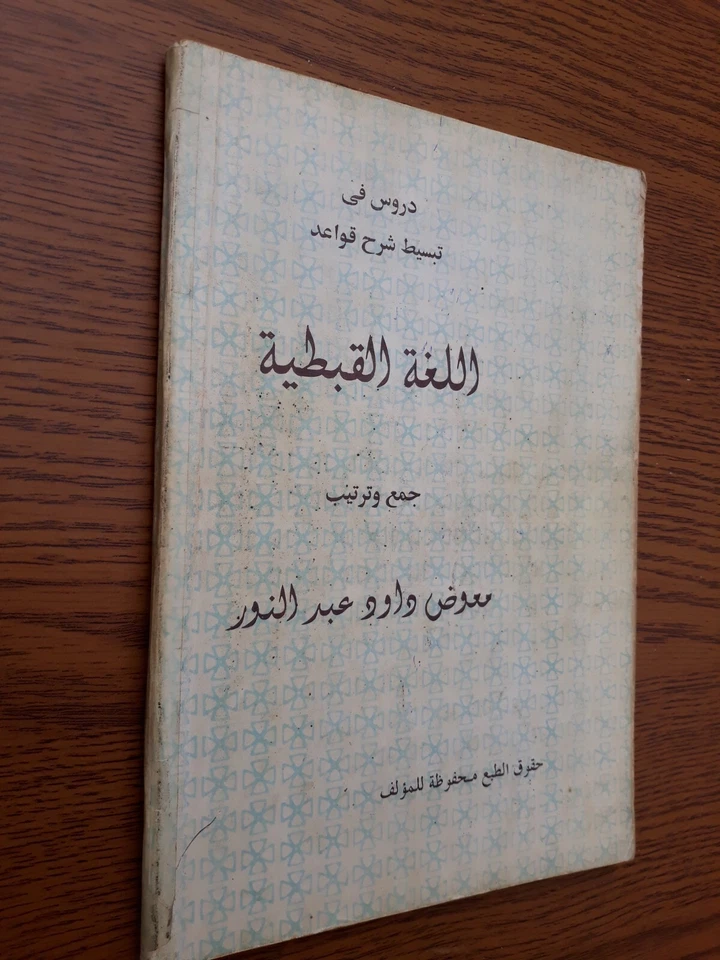 دروس فى
تبسيط شرح قواعد
اللغة القبطية
جمع وترتيب
معوض داود عبد النور
حقوق الطبع محفوظة للمؤلف